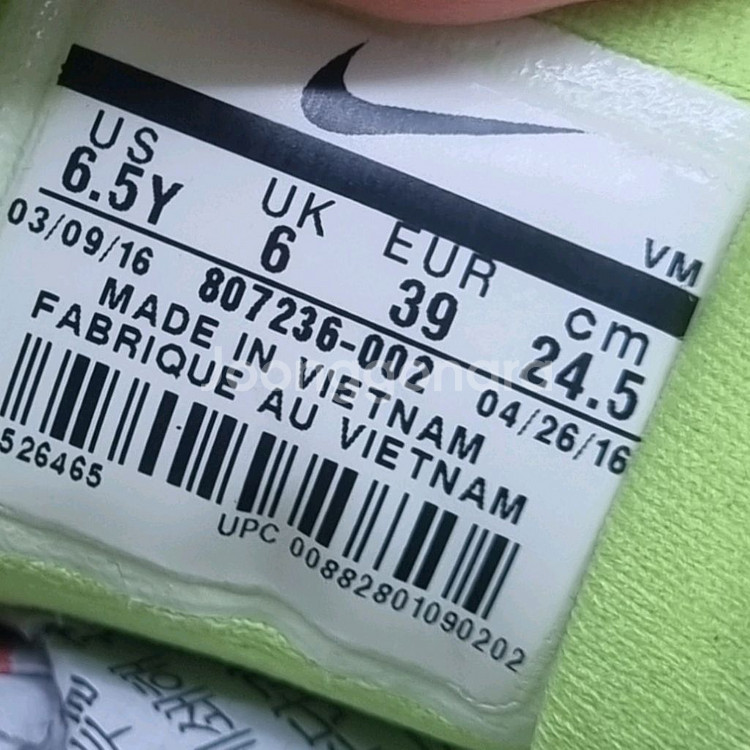 VM
US UK EUR cm
6.5Y 6 39 24.5
03/09/16 807236-002 04/26/16
MADE IN VIETNAM
FABRIQUE AU VIETNAM
526465
UPC 00882801090202